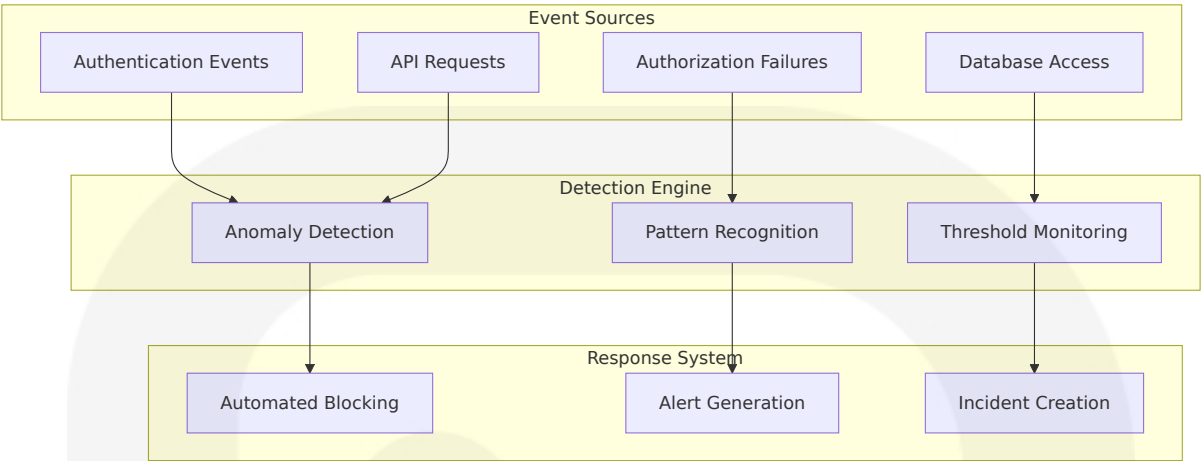 Event Sources
Authentication Events
API Requests
Authorization Failures
Database Access
Detection Engine
Anomaly Detection
Pattern Recognition
Threshold Monitoring
Response System
Automated Blocking
Alert Generation
Incident Creation